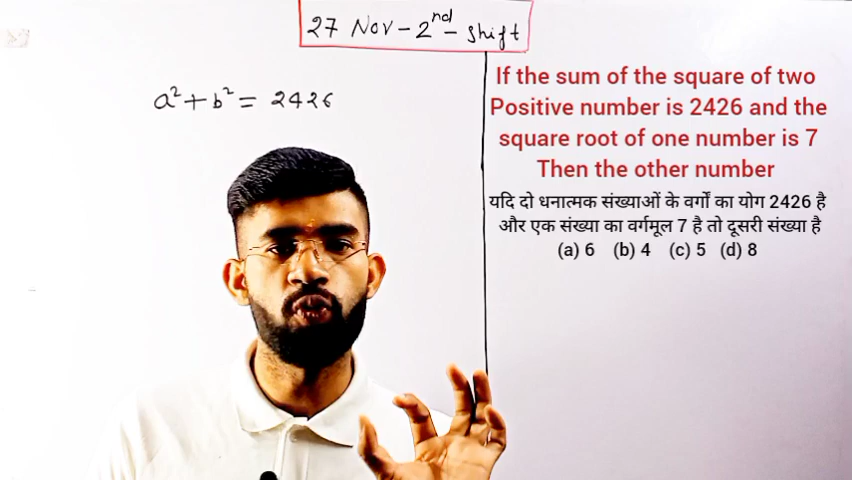 27 Nov - 2nd - Shift
a² + b² = 2426
If the sum of the square of two
Positive number is 2426 and the
square root of one number is 7
Then the other number
यदि दो धनात्मक संख्याओं के वर्गों का योग 2426 है
और एक संख्या का वर्गमूल 7 है तो दूसरी संख्या है
(a) 6 (b) 4 (c) 5 (d) 8